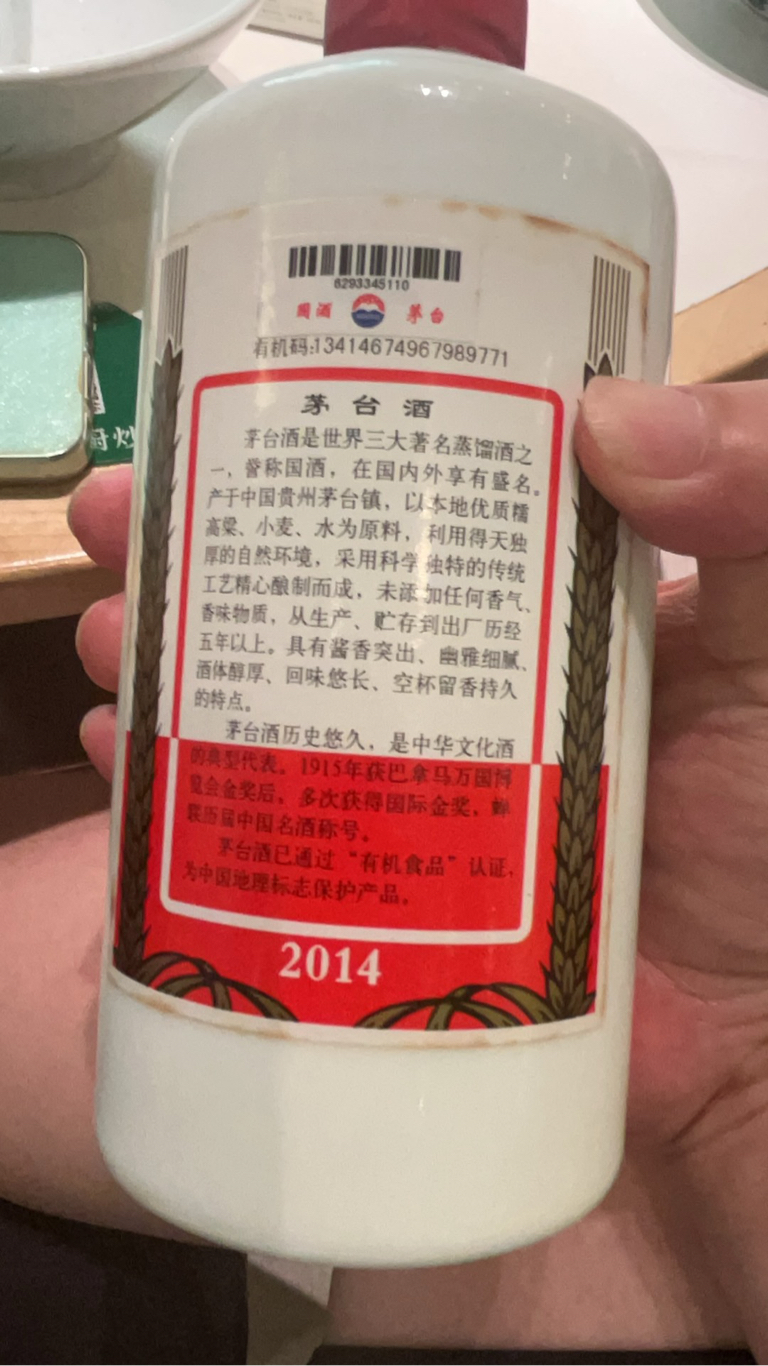 6293345110
国酒 茅台
有机码:13414674967989771
茅台酒
茅台酒是世界三大著名蒸馏酒之
一，誉称国酒，在国内外享有盛名。
产于中国贵州茅台镇，以本地优质糯
高粱、小麦、水为原料，利用得天独
厚的自然环境，采用科学独特的传统
工艺精心酿制而成，未添加任何香气、
香味物质，从生产、贮存到出厂历经
五年以上。具有酱香突出、幽雅细腻、
酒体醇厚、回味悠长、空杯留香持久
的特点。
茅台酒历史悠久，是中华文化酒
的典型代表。1915年获巴拿马万国博
览会金奖后，多次获得国际金奖，蝉
联历届中国名酒称号。
茅台酒已通过“有机食品”认证，
为中国地理标志保护产品。
2014